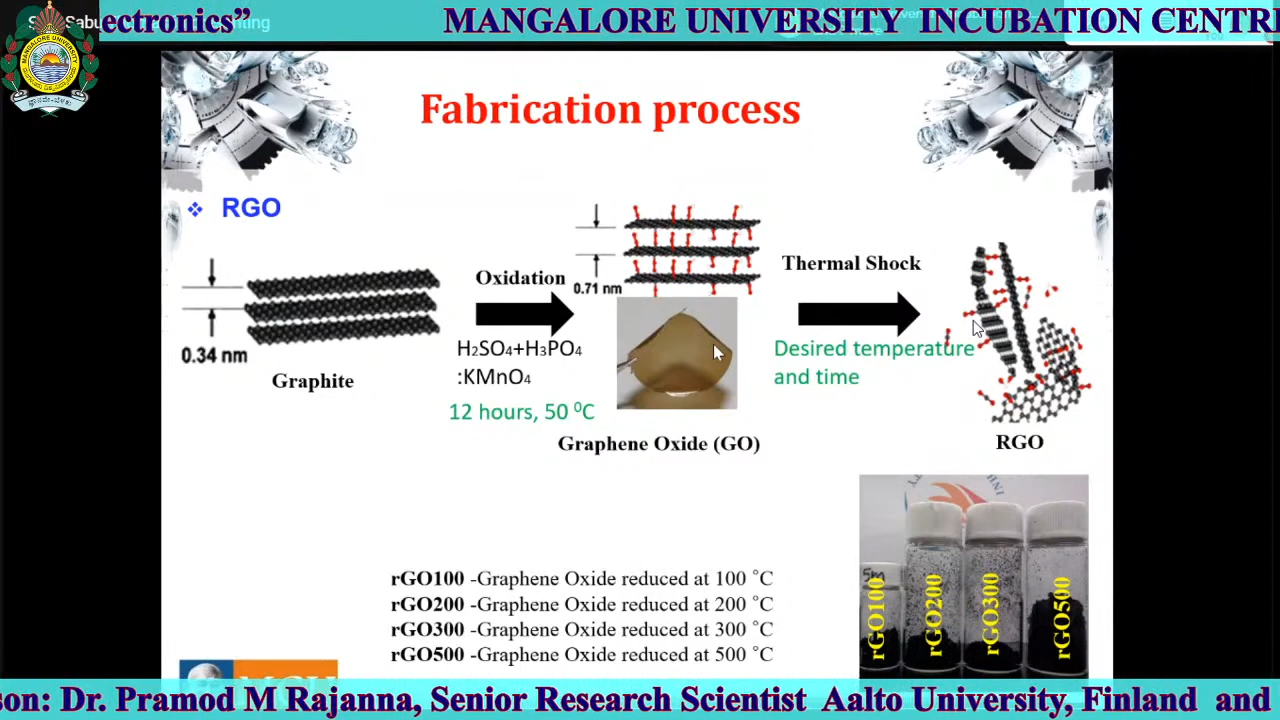 ectronics”
MANGALORE UNIVERSITY INCUBATION CENTR
MANGALORE UNIVERSITY
Fabrication process
❖ RGO
Oxidation
Thermal Shock
0.71 nm
0.34 nm
Graphite
H2SO4+H3PO4
:KMnO4
12 hours, 50 ⁰C
Desired temperature
and time
Graphene Oxide (GO)
RGO
rGO100 -Graphene Oxide reduced at 100 ˚C
rGO200 -Graphene Oxide reduced at 200 ˚C
rGO300 -Graphene Oxide reduced at 300 ˚C
rGO500 -Graphene Oxide reduced at 500 ˚C
rGO100
rGO200
rGO300
rGO500
son: Dr. Pramod M Rajanna, Senior Research Scientist Aalto University, Finland and